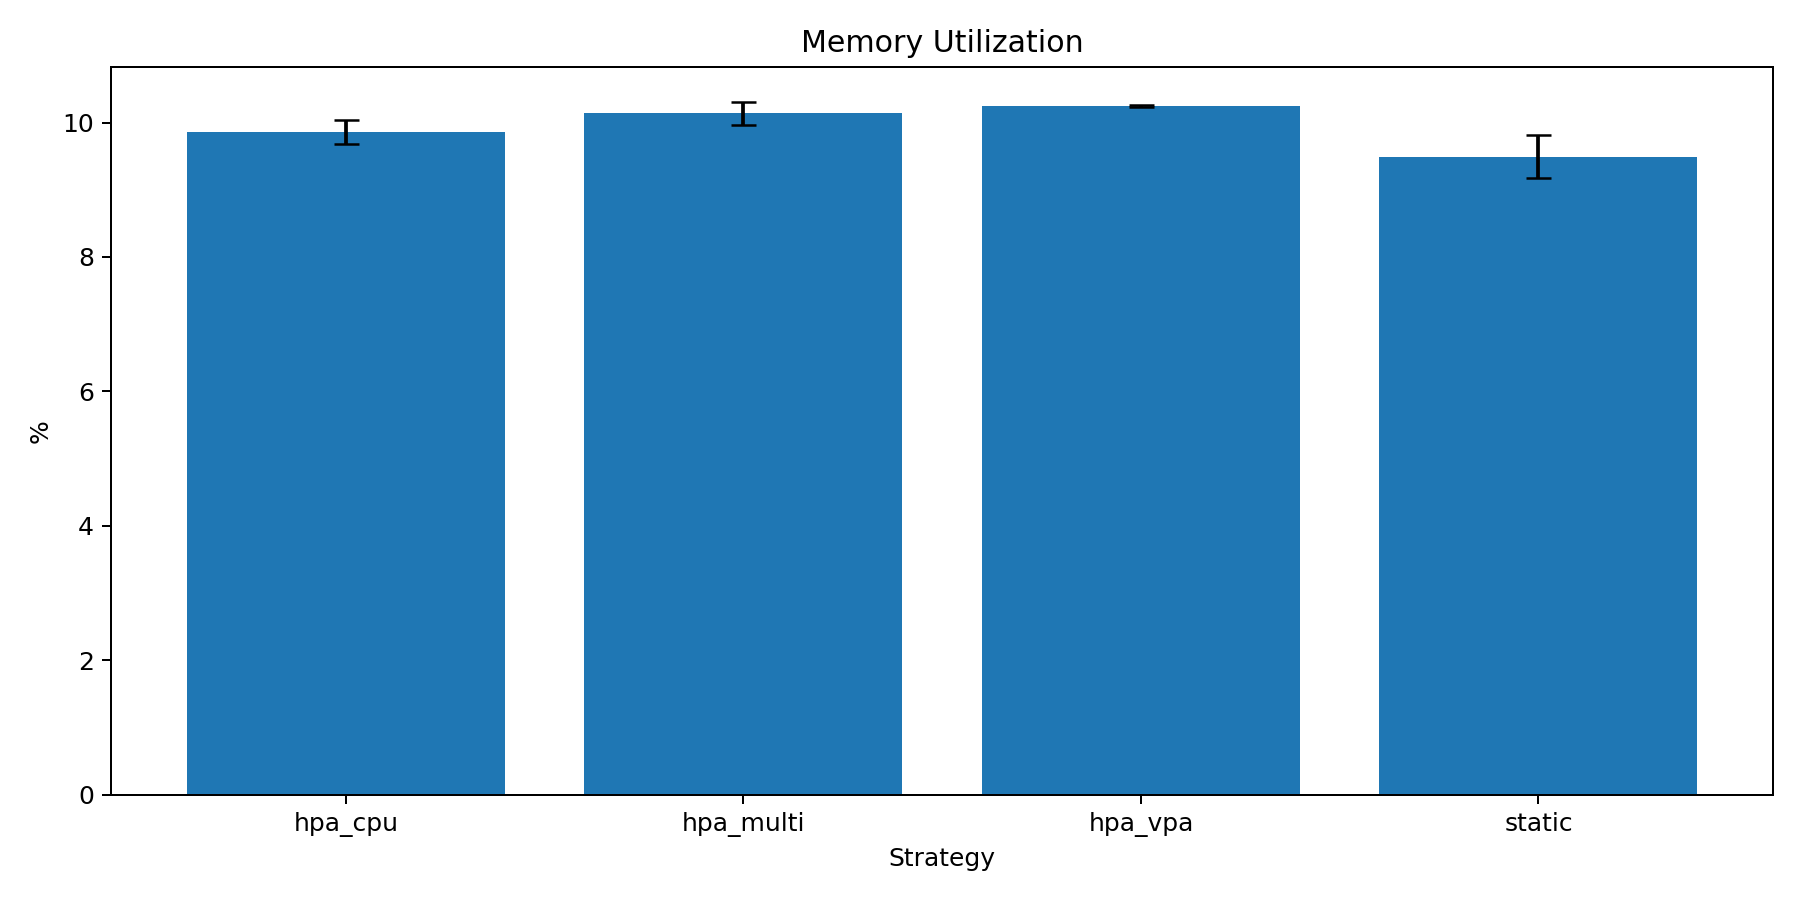 Memory Utilization
10
8
6
4
2
0
%
hpa_cpu
hpa_multi
hpa_vpa
static
Strategy